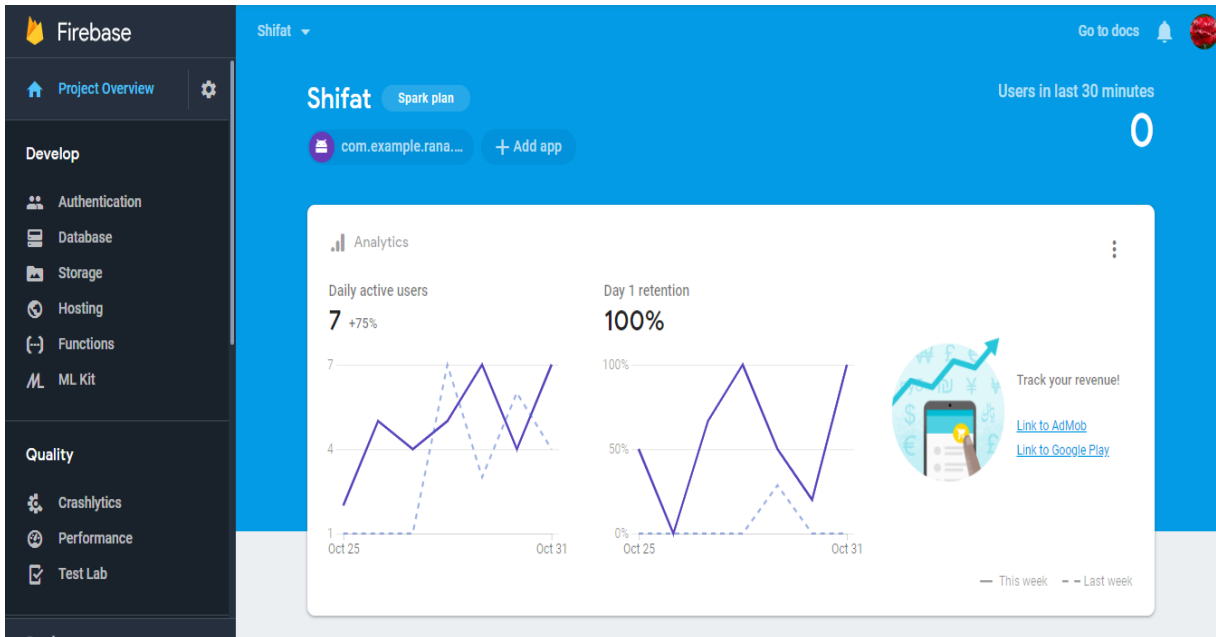 Firebase
Project Overview
Develop
Authentication
Database
Storage
Hosting
Functions
ML Kit
Quality
Crashlytics
Performance
Test Lab
Shifat
Go to docs
Shifat Spark plan
com.example.rana.... + Add app
Users in last 30 minutes
0
Analytics
Daily active users
7 +75%
7
4
1
Oct 25 Oct 31
Day 1 retention
100%
100%
50%
0%
Oct 25 Oct 31
Track your revenue!
Link to AdMob
Link to Google Play
This week Last week